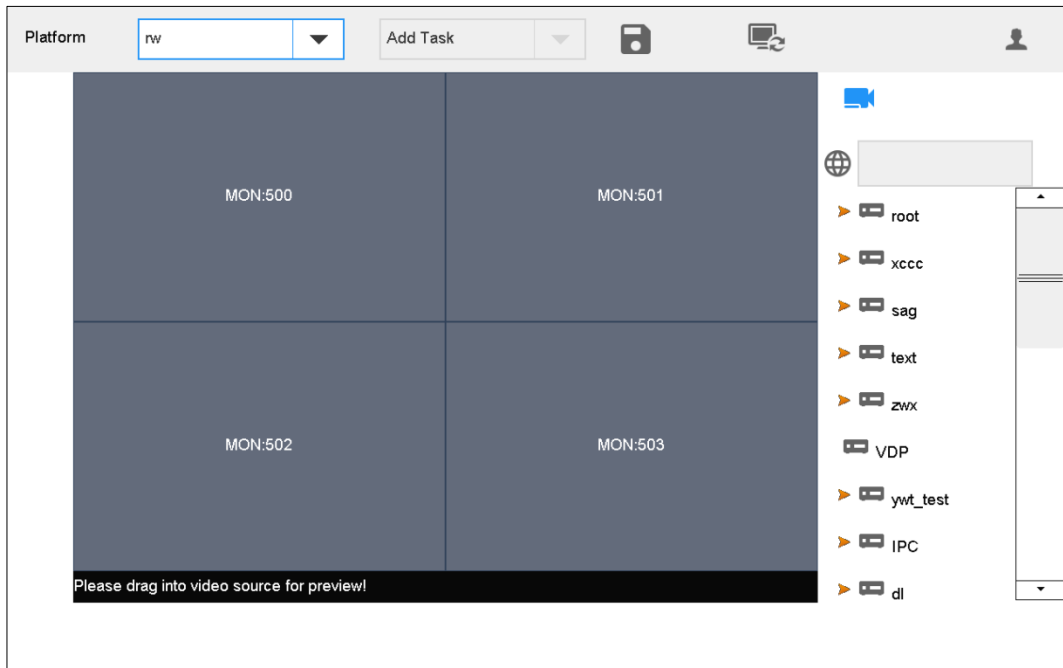 Platform
rw
Add Task
MON:500
MON:501
MON:502
MON:503
Please drag into video source for preview!
root
xccc
sag
text
zwx
VDP
ywt_test
IPC
dl